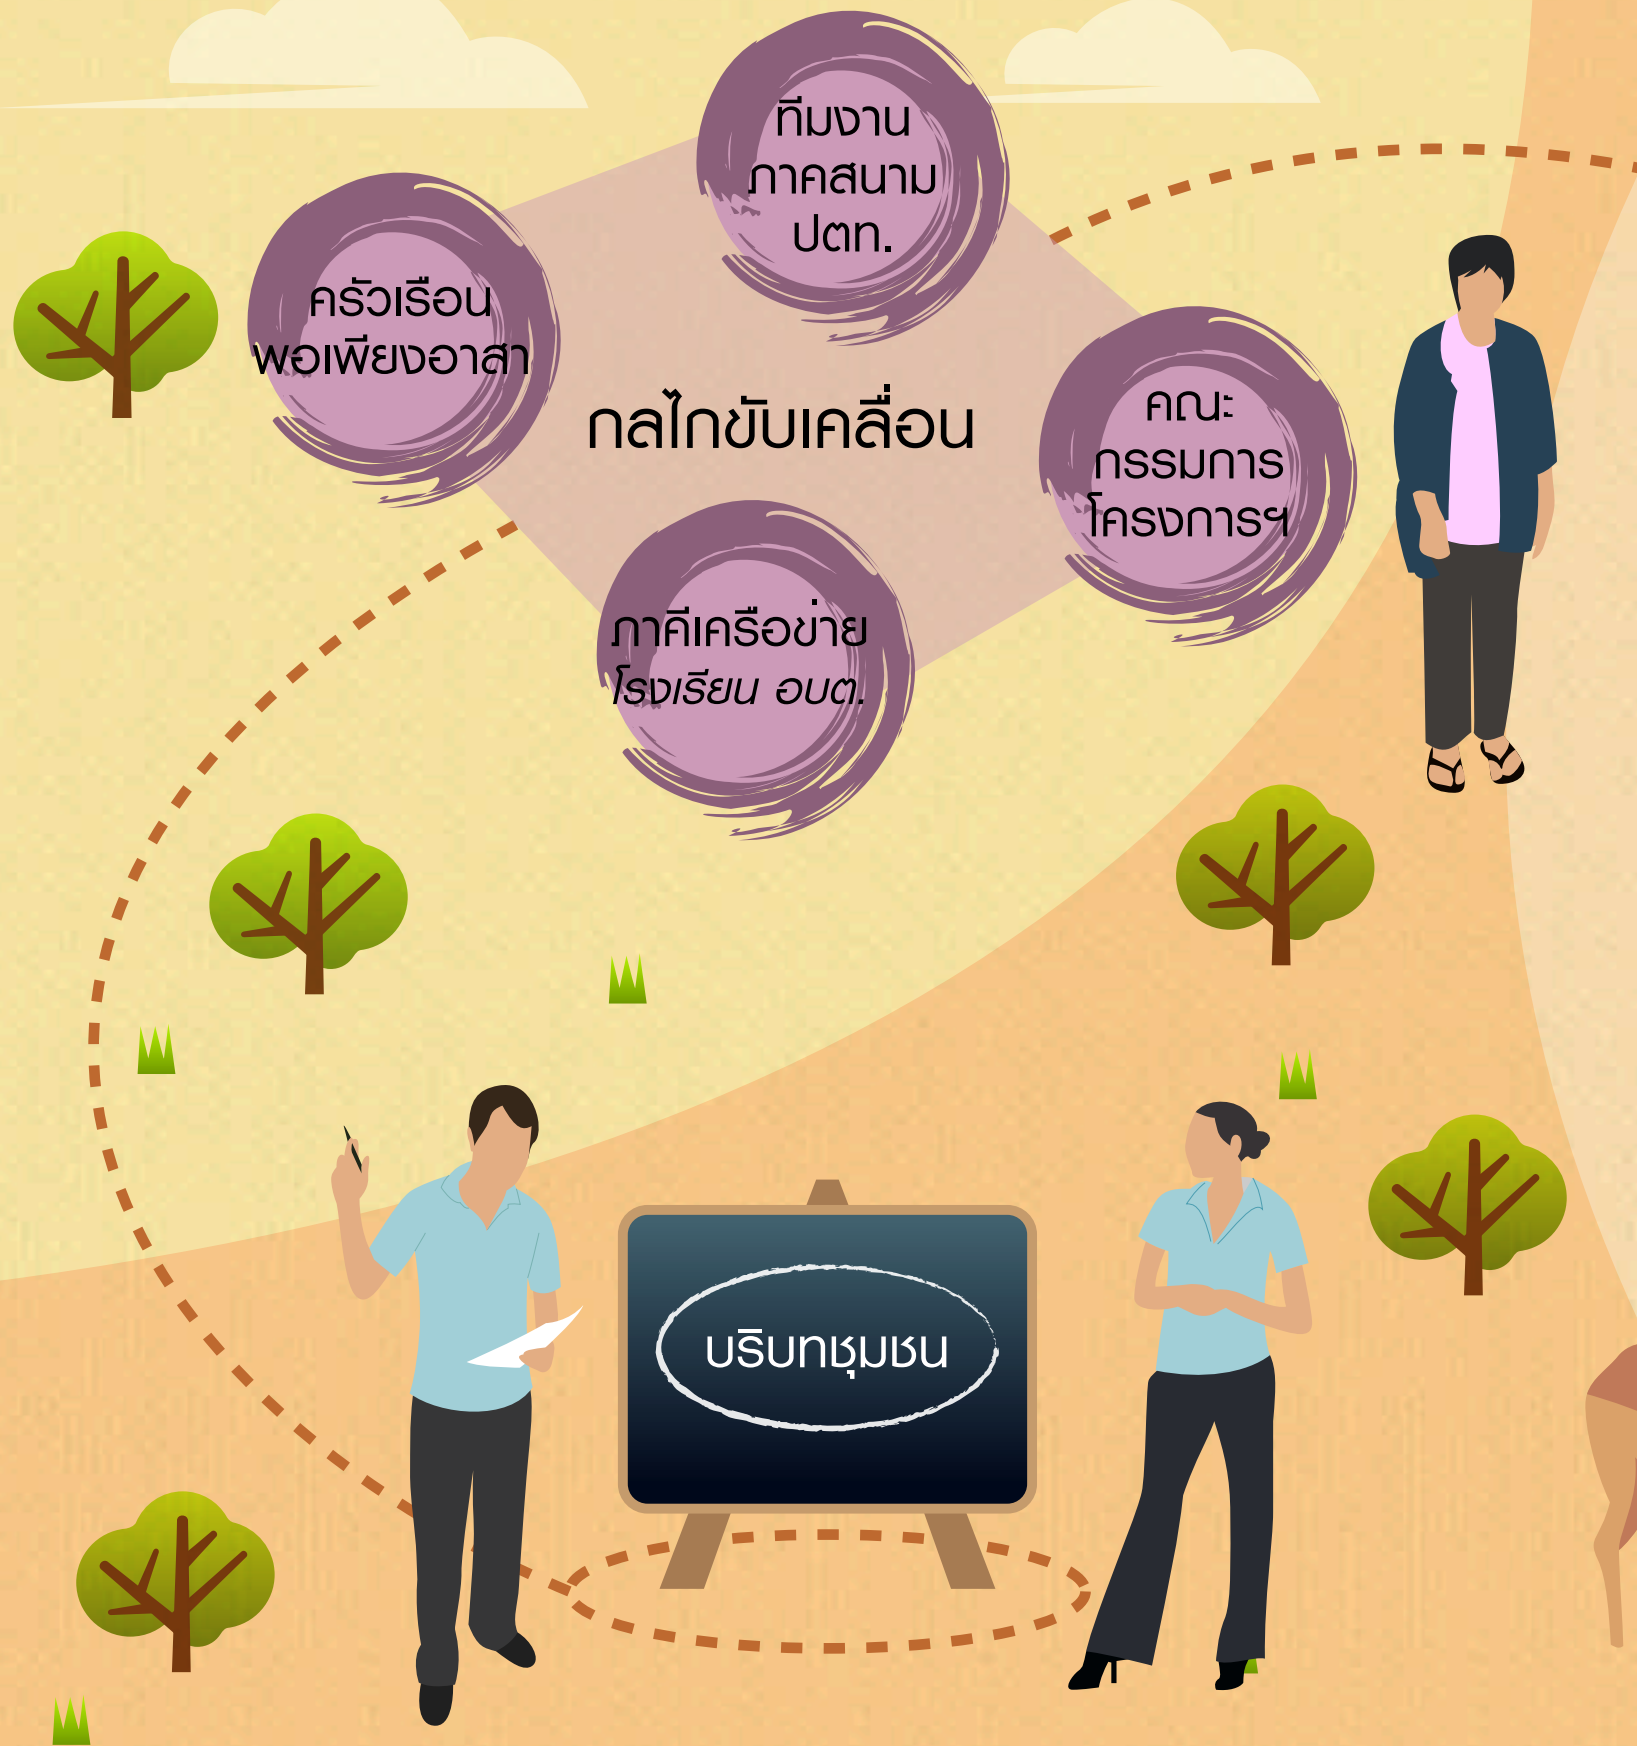 ทีมงาน
ภาคสนาม
ปตท.
ครัวเรือน
พอเพียงอาสา
กลไกขับเคลื่อน
คณะ
กรรมการ
โครงการฯ
ภาคีเครือข่าย
โรงเรียน อบต.
บริบทชุมชน